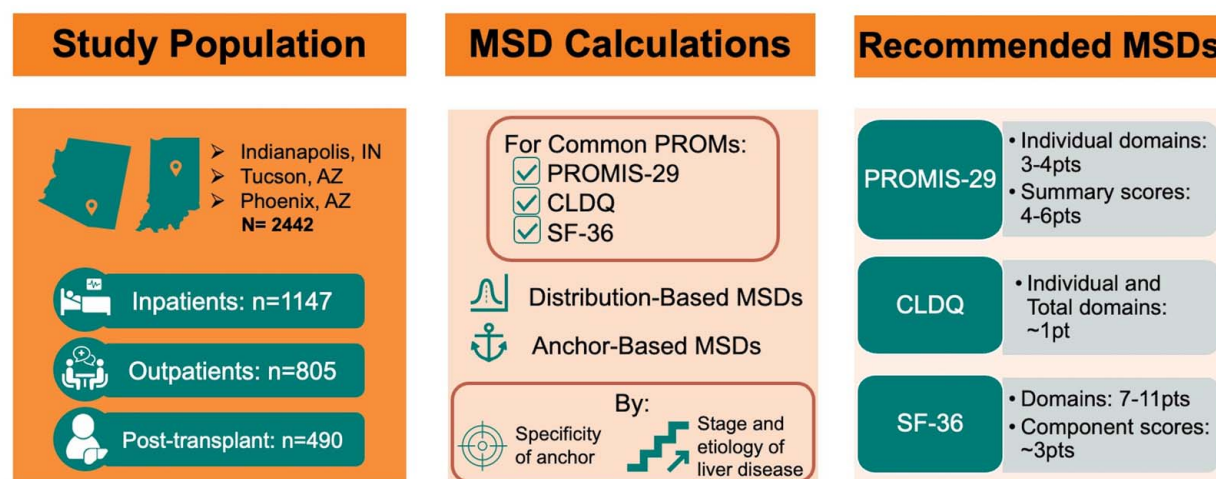 Study Population
➢ Indianapolis, IN
➢ Tucson, AZ
➢ Phoenix, AZ
N= 2442
Inpatients: n=1147
Outpatients: n=805
Post-transplant: n=490
MSD Calculations
For Common PROMs:
PROMIS-29
CLDQ
SF-36
Distribution-Based MSDs
Anchor-Based MSDs
By:
Specificity
of anchor
Stage and
etiology of
liver disease
Recommended MSDs
PROMIS-29
• Individual domains:
3-4pts
• Summary scores:
4-6pts
CLDQ
• Individual and
Total domains:
~1pt
SF-36
• Domains: 7-11pts
• Component scores:
~3pts